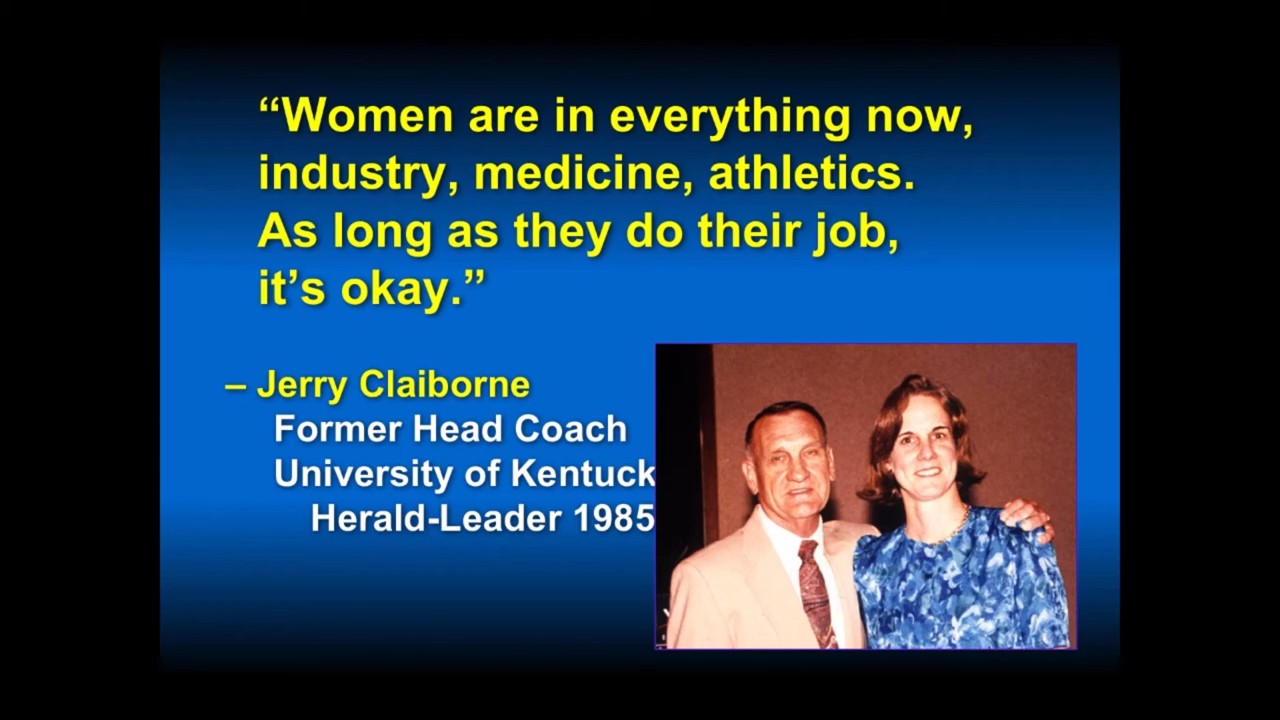 “Women are in everything now,
industry, medicine, athletics.
As long as they do their job,
it’s okay.”
– Jerry Claiborne
Former Head Coach
University of Kentuck
Herald-Leader 1985